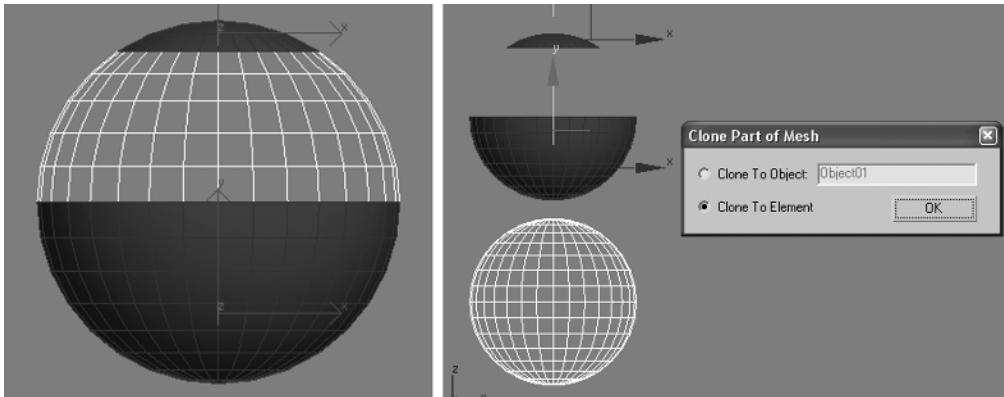 z
x
y
z
x
x
y
x
Clone Part of Mesh
Clone To Object: Object01
Clone To Element
OK
z